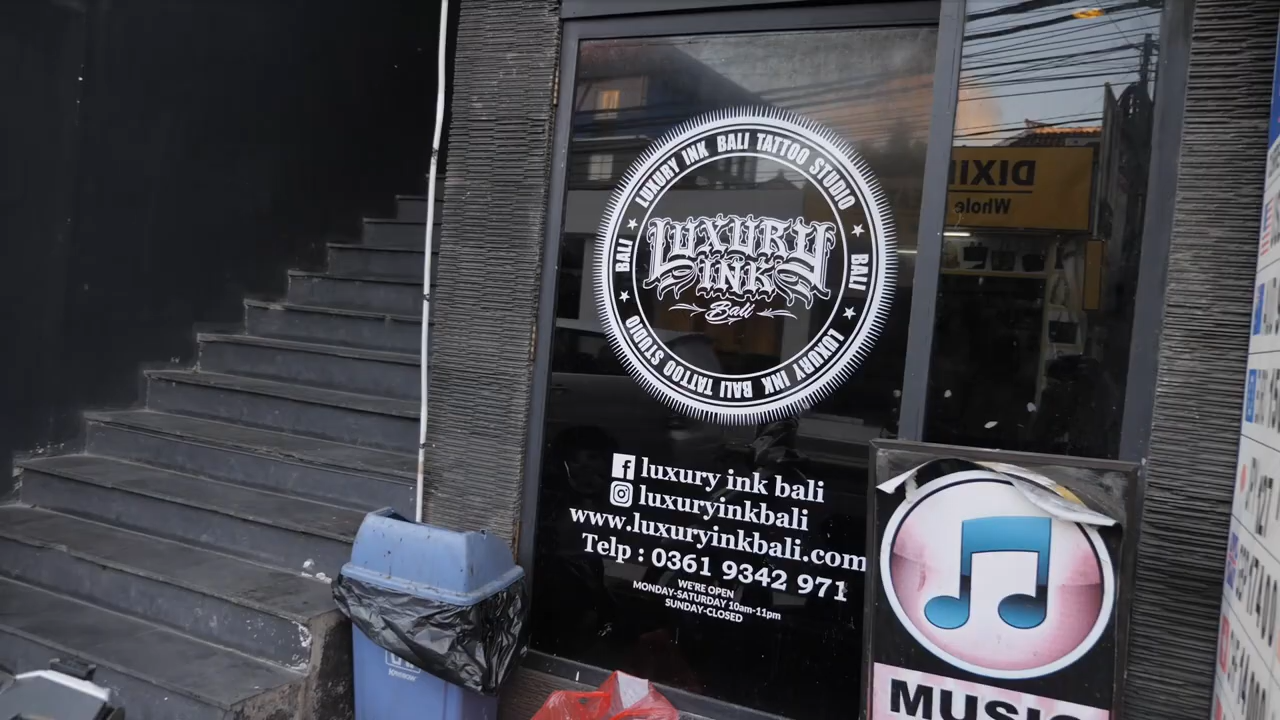 LUXURY INK BALI TATTOO STUDIO
BALI
BALI
LUXURY INK
Bali
LUXURY INK BALI TATTOO STUDIO
luxury ink bali
luxuryinkbali
www.luxuryinkbali.com
Telp : 0361 9342 971
WE'RE OPEN
MONDAY-SATURDAY 10am-11pm
SUNDAY-CLOSED
DIXIN
Whole
MUSIC